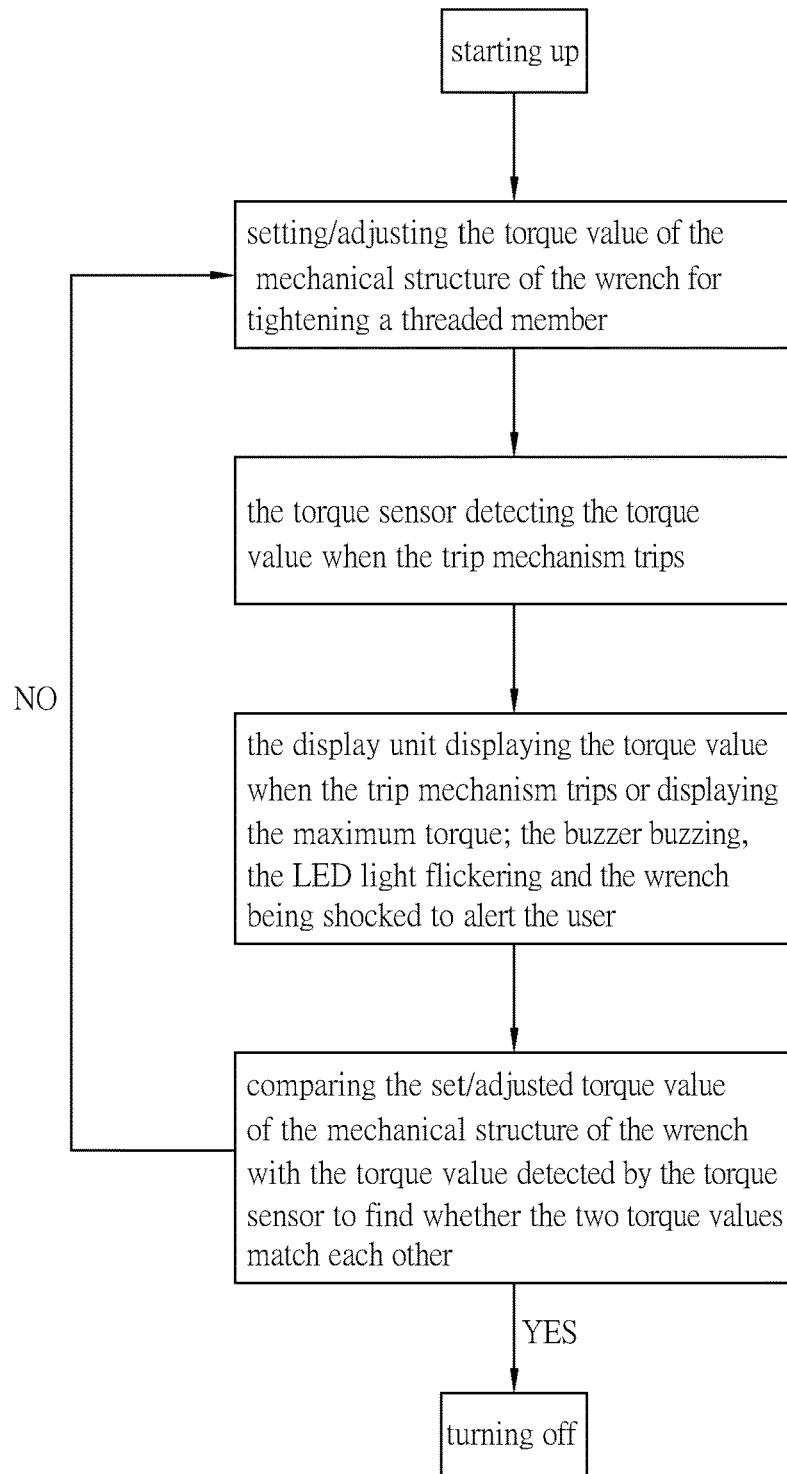 starting up
setting/adjusting the torque value of the
mechanical structure of the wrench for
tightening a threaded member
the torque sensor detecting the torque
value when the trip mechanism trips
NO
the display unit displaying the torque value
when the trip mechanism trips or displaying
the maximum torque; the buzzer buzzing,
the LED light flickering and the wrench
being shocked to alert the user
comparing the set/adjusted torque value
of the mechanical structure of the wrench
with the torque value detected by the torque
sensor to find whether the two torque values
match each other
YES
turning off